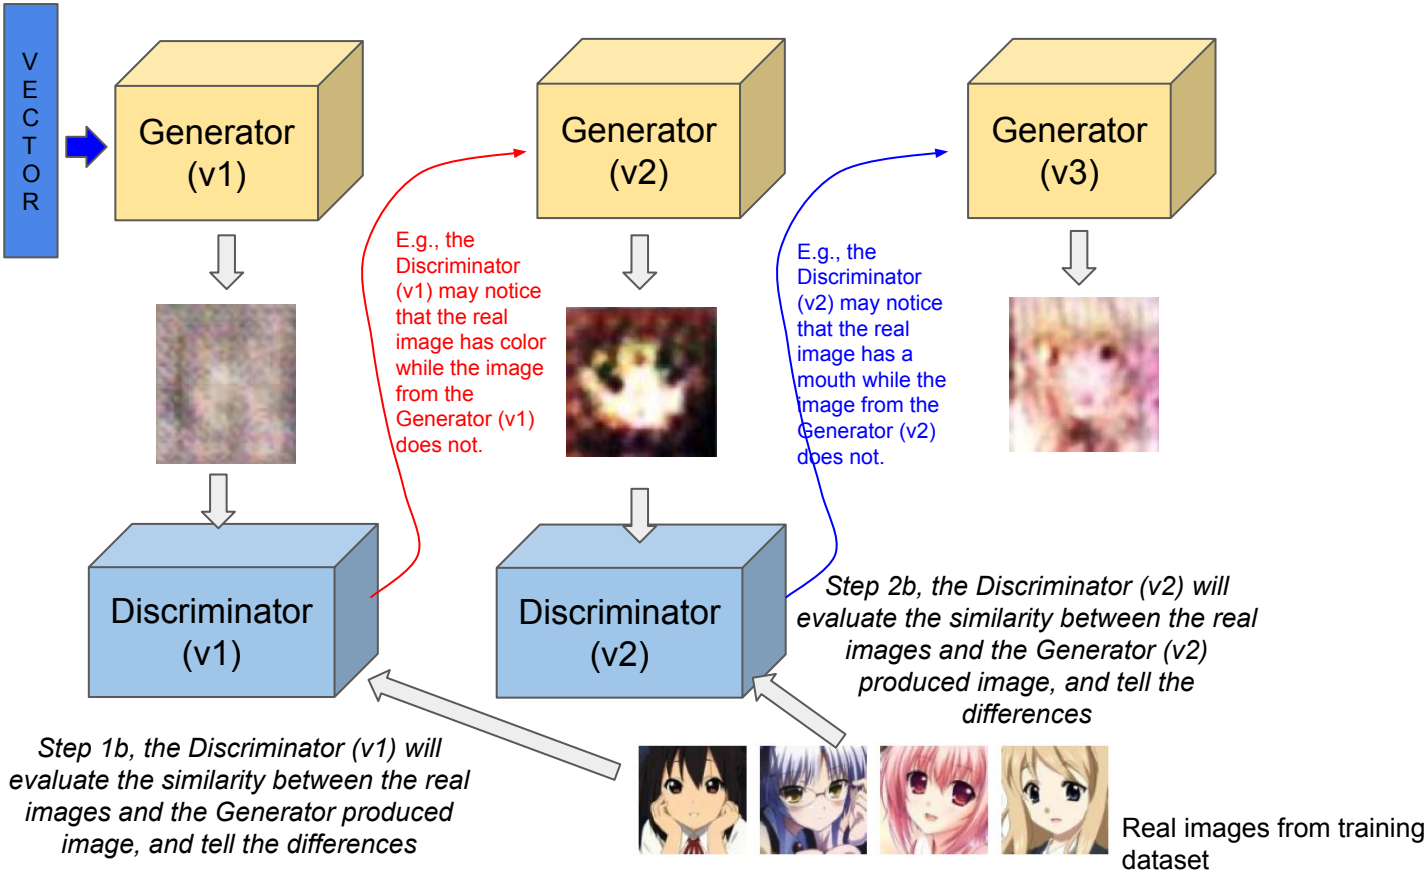 VECTOR
Generator
(v1)
Generator
(v2)
Generator
(v3)
E.g., the
Discriminator
(v1) may notice
that the real
image has color
while the image
from the
Generator (v1)
does not.
E.g., the
Discriminator
(v2) may notice
that the real
image has a
mouth while the
image from the
Generator (v2)
does not.
Discriminator
(v1)
Discriminator
(v2)
Step 2b, the Discriminator (v2) will
evaluate the similarity between the real
images and the Generator (v2)
produced image, and tell the
differences
Step 1b, the Discriminator (v1) will
evaluate the similarity between the real
images and the Generator produced
image, and tell the differences
Real images from training
dataset